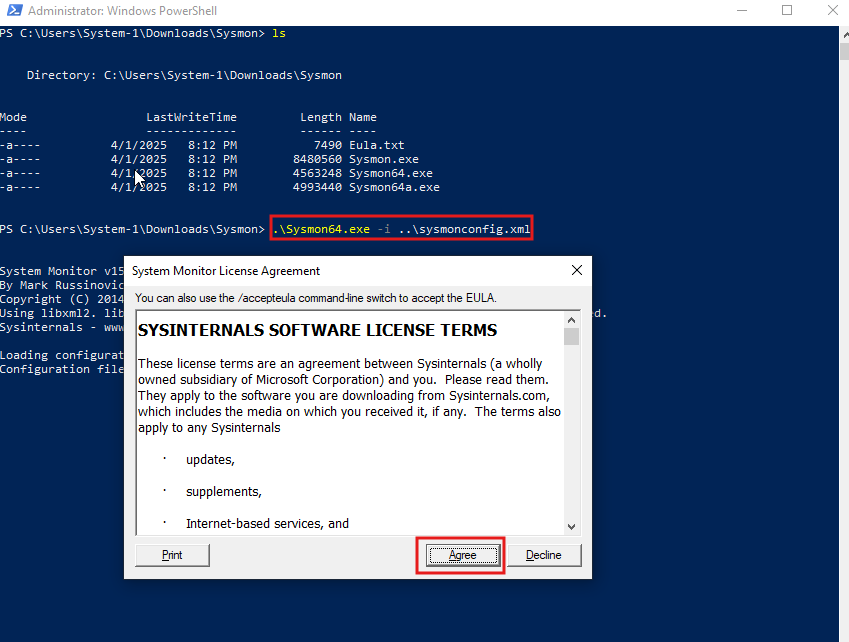 Administrator: Windows PowerShell
PS C:\Users\System-1\Downloads\Sysmon> ls
Directory: C:\Users\System-1\Downloads\Sysmon
Mode LastWriteTime Length Name
---- ------------- ------ ----
-a---- 4/1/2025 8:12 PM 7490 Eula.txt
-a---- 4/1/2025 8:12 PM 8480560 Sysmon.exe
-a---- 4/1/2025 8:12 PM 4563248 Sysmon64.exe
-a---- 4/1/2025 8:12 PM 4993440 Sysmon64a.exe
PS C:\Users\System-1\Downloads\Sysmon> .\Sysmon64.exe -i ..\sysmonconfig.xml
System Monitor v15
By Mark Russinovic
Copyright (C) 2014
Using libxml2. lib d.
Sysinternals - www
Loading configurat
Configuration file
System Monitor License Agreement
You can also use the /accepteula command-line switch to accept the EULA.
SYSINTERNALS SOFTWARE LICENSE TERMS
These license terms are an agreement between Sysinternals (a wholly
owned subsidiary of Microsoft Corporation) and you. Please read them.
They apply to the software you are downloading from Sysinternals.com,
which includes the media on which you received it, if any. The terms also
apply to any Sysinternals
· updates,
· supplements,
· Internet-based services, and
Print Agree Decline